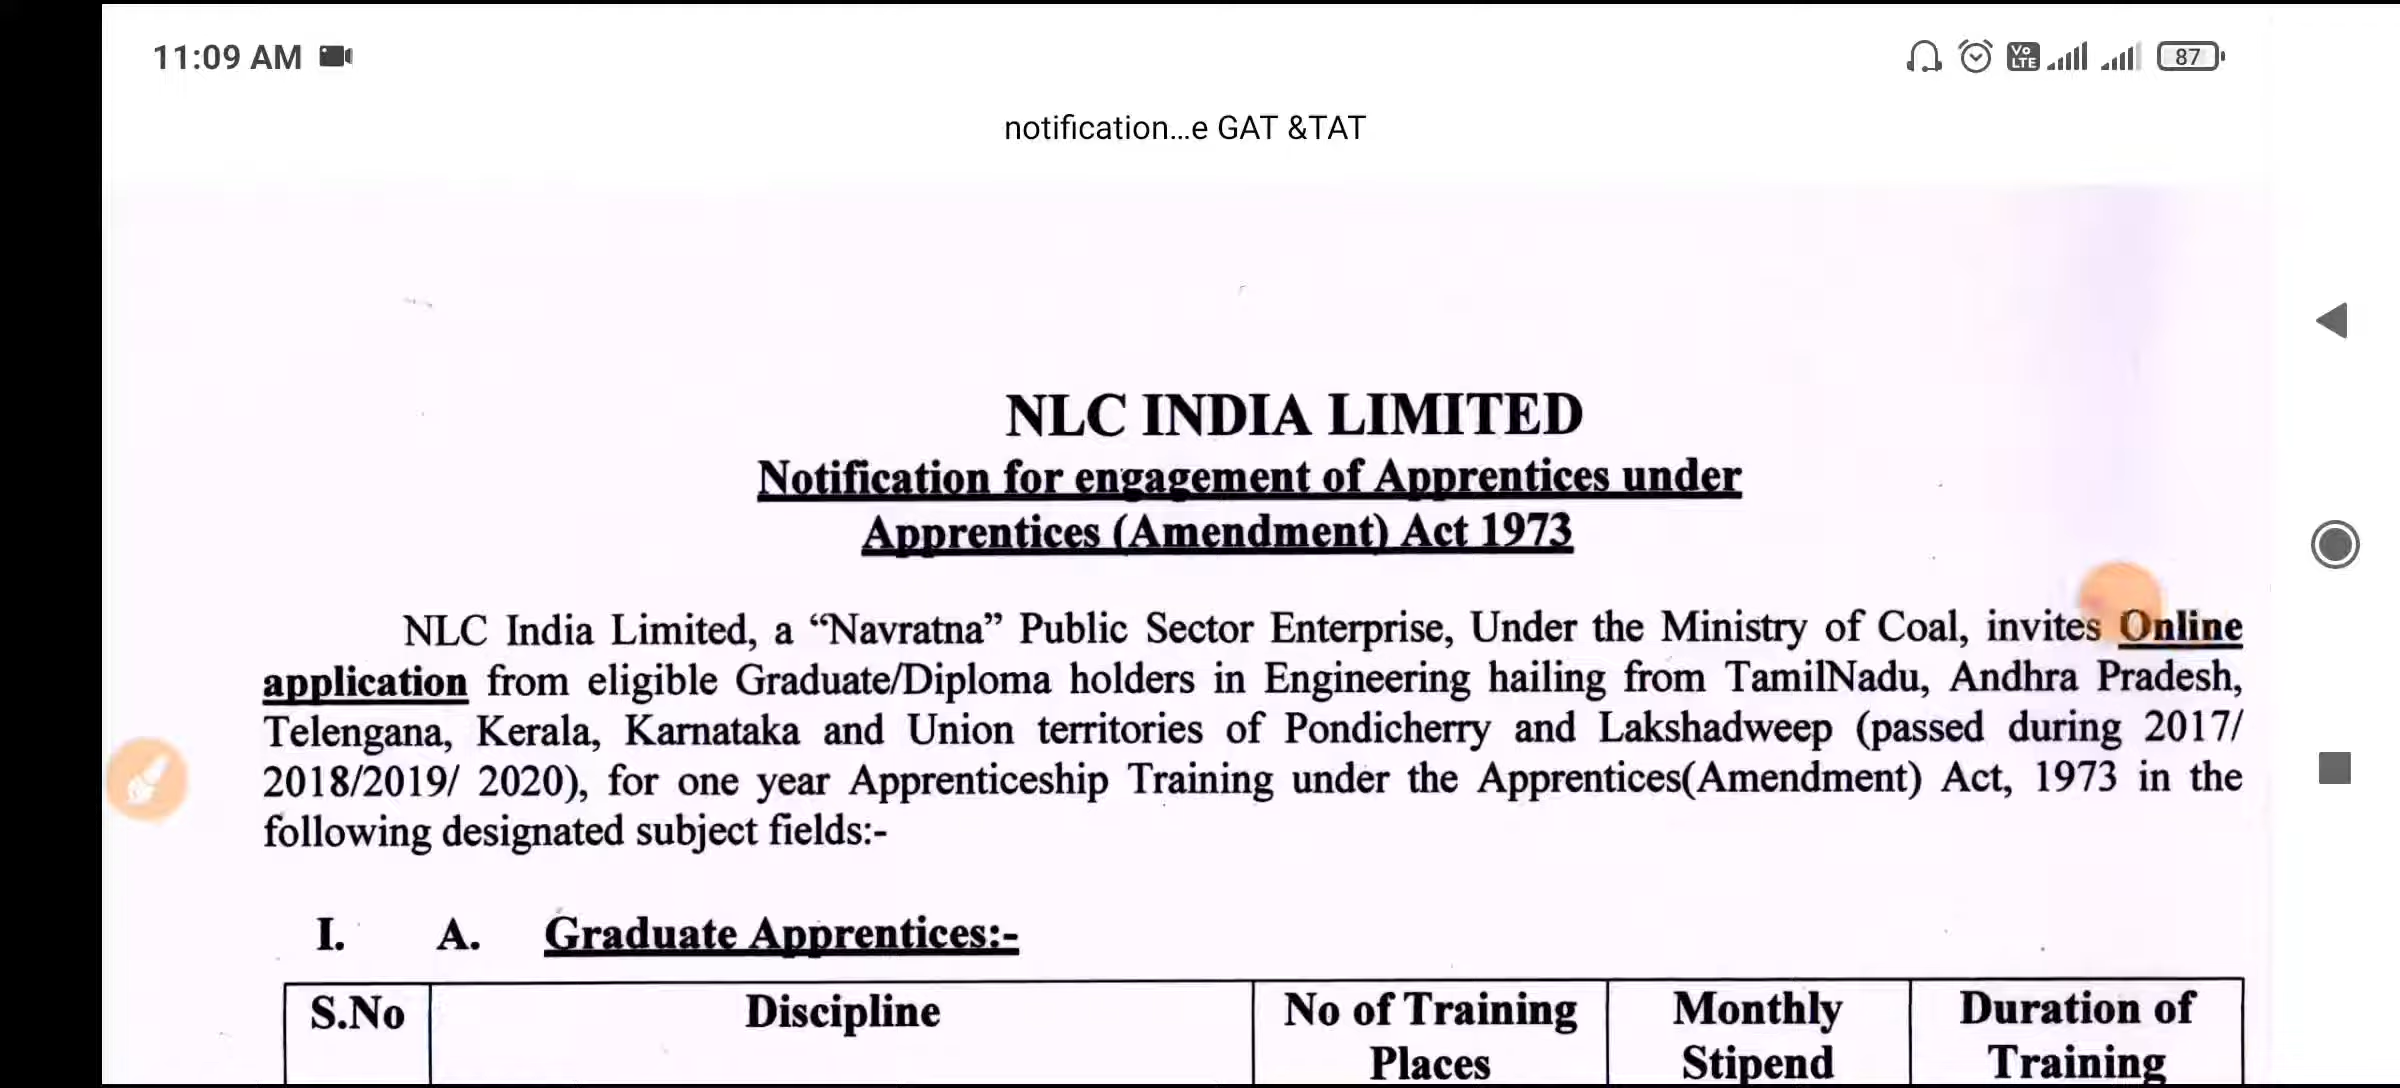 11:09 AM
Vo LTE
87
notification...e GAT &TAT
NLC INDIA LIMITED
Notification for engagement of Apprentices under
Apprentices (Amendment) Act 1973
NLC India Limited, a “Navratna” Public Sector Enterprise, Under the Ministry of Coal, invites Online
application from eligible Graduate/Diploma holders in Engineering hailing from TamilNadu, Andhra Pradesh,
Telengana, Kerala, Karnataka and Union territories of Pondicherry and Lakshadweep (passed during 2017/
2018/2019/ 2020), for one year Apprenticeship Training under the Apprentices(Amendment) Act, 1973 in the
following designated subject fields:-
I. A. Graduate Apprentices:-
S.No Discipline No of Training Monthly Duration of
Places Stipend Training